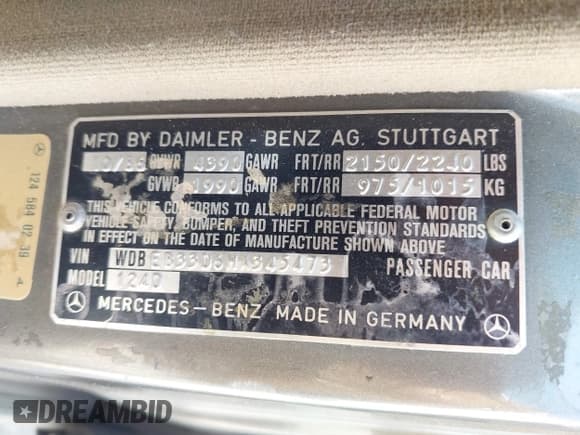 MFD BY DAIMLER - BENZ AG. STUTTGART
GVWR 4390 GAWR FRT/RR 2150/2240 LBS
GVWR 1990 GAWR FRT/RR 975/1015 KG
THIS VEHICLE CONFORMS TO ALL APPLICABLE FEDERAL MOTOR
VEHICLE SAFETY, BUMPER, AND THEFT PREVENTION STANDARDS
IN EFFECT ON THE DATE OF MANUFACTURE SHOWN ABOVE
VIN
PASSENGER CAR
MODEL 124D
MERCEDES-BENZ MADE IN GERMANY
124 584 02 39
DREAMBID